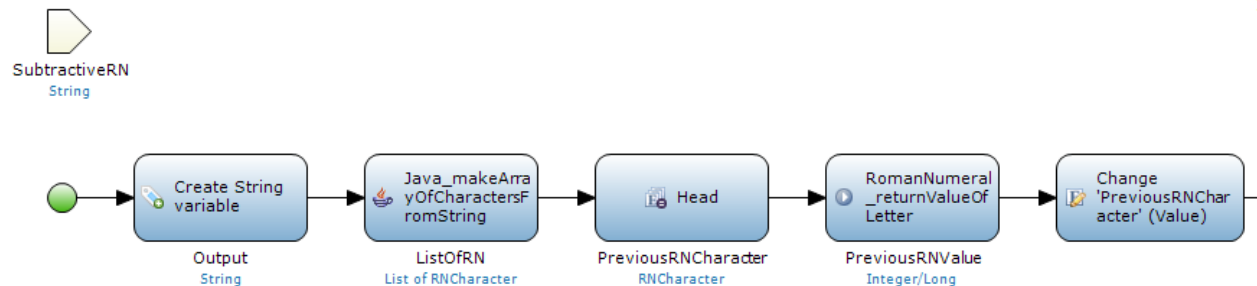 SubtractiveRN
String
Create String
variable
Output
String
Java_makeArra
yOfCharactersF
romString
ListOfRN
List of RNCharacter
Head
PreviousRNCharacter
RNCharacter
RomanNumeral
_returnValueOf
Letter
PreviousRNValue
Integer/Long
Change
'PreviousRNChar
acter' (Value)